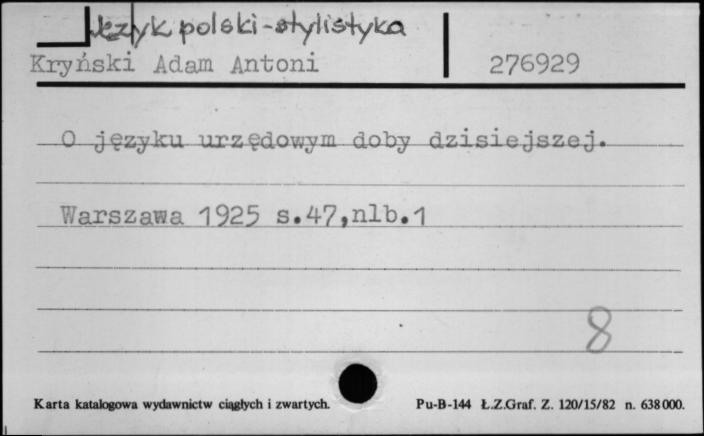 Język polski-stylistyka
Kryński Adam Antoni 276929
O języku urzędowym doby dzisiejszej.
Warszawa 1925 s.47,nlb.1
8
Karta katalogowa wydawnictw ciągłych i zwartych. Pu-B-144 Ł.Z.Graf. Z. 120/15/82 n. 638000.